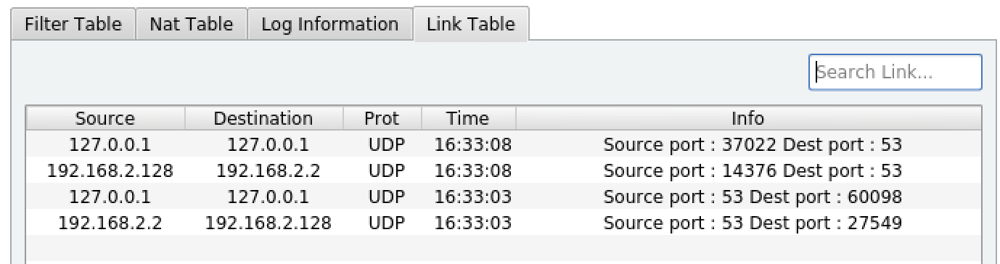 Filter Table Nat Table Log Information Link Table
Search Link...
Source Destination Prot Time Info
127.0.0.1 127.0.0.1 UDP 16:33:08 Source port : 37022 Dest port : 53
192.168.2.128 192.168.2.2 UDP 16:33:08 Source port : 14376 Dest port : 53
127.0.0.1 127.0.0.1 UDP 16:33:03 Source port : 53 Dest port : 60098
192.168.2.2 192.168.2.128 UDP 16:33:03 Source port : 53 Dest port : 27549